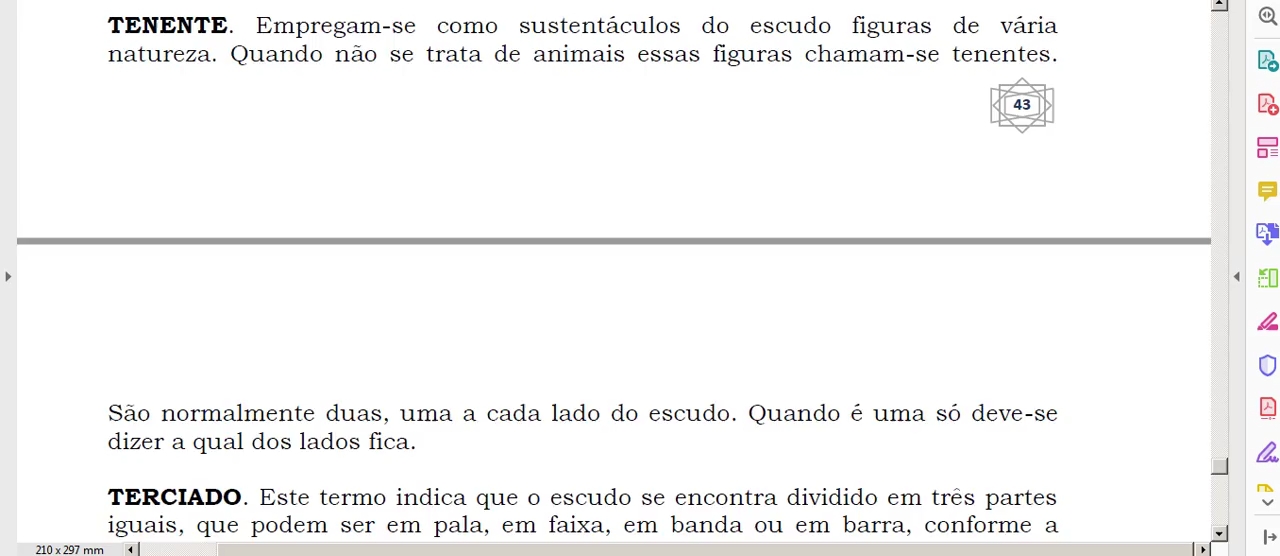 TENENTE. Empregam-se como sustentáculos do escudo figuras de vária
natureza. Quando não se trata de animais essas figuras chamam-se tenentes.
43
São normalmente duas, uma a cada lado do escudo. Quando é uma só deve-se
dizer a qual dos lados fica.
TERCIADO. Este termo indica que o escudo se encontra dividido em três partes
iguais, que podem ser em pala, em faixa, em banda ou em barra, conforme a
210 x 297 mm